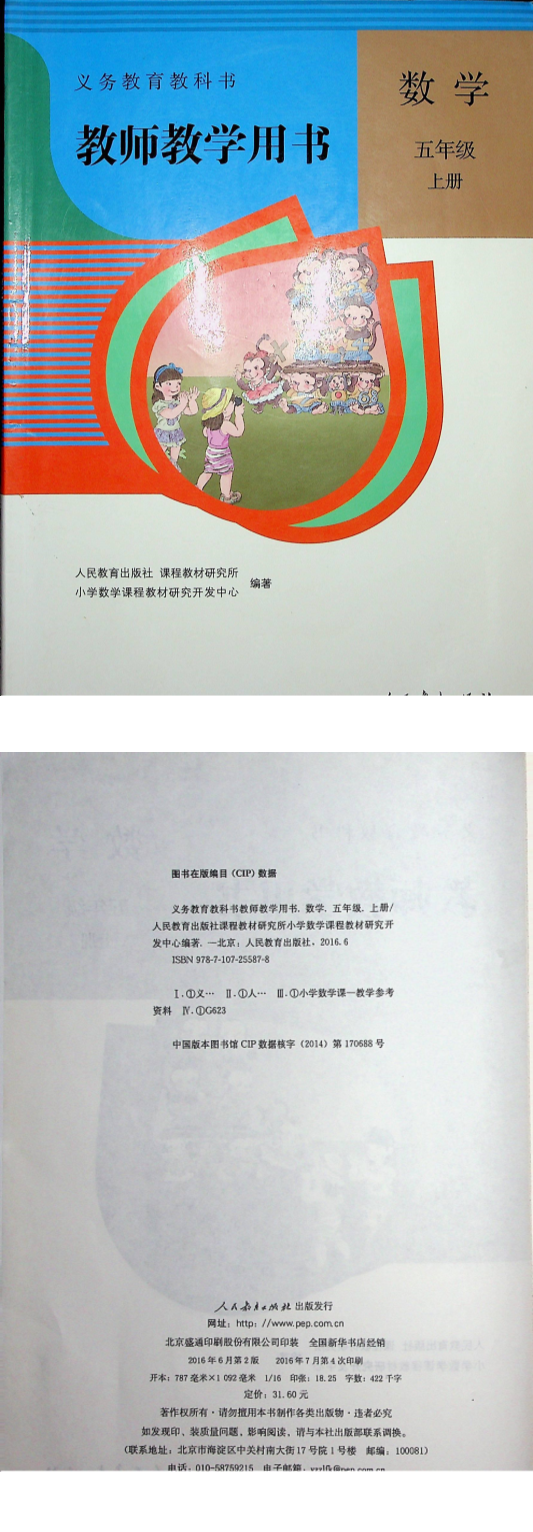 义务教育教科书
数学
教师教学用书
五年级
上册
人民教育出版社 课程教材研究所
小学数学课程教材研究开发中心
编著
图书在版编目（CIP）数据
义务教育教科书教师教学用书. 数学. 五年级. 上册/
人民教育出版社课程教材研究所小学数学课程教材研究开
发中心编著. —北京：人民教育出版社，2016.6
ISBN 978-7-107-25587-8
Ⅰ.①义… Ⅱ.①人… Ⅲ.①小学数学课—教学参考
资料 Ⅳ.①G623
中国版本图书馆 CIP 数据核字（2014）第 170688 号
人民教育出版社 出版发行
网址：http：//www.pep.com.cn
北京盛通印刷股份有限公司印装 全国新华书店经销
2016 年 6 月第 2 版 2016 年 7 月第 4 次印刷
开本：787 毫米×1 092 毫米 1/16 印张：18.25 字数：422 千字
定价：31.60 元
著作权所有·请勿擅用本书制作各类出版物·违者必究
如发现印、装质量问题，影响阅读，请与本社出版部联系调换。
（联系地址：北京市海淀区中关村南大街 17 号院 1 号楼 邮编：100081）
电话：010-58759215 电子邮箱：